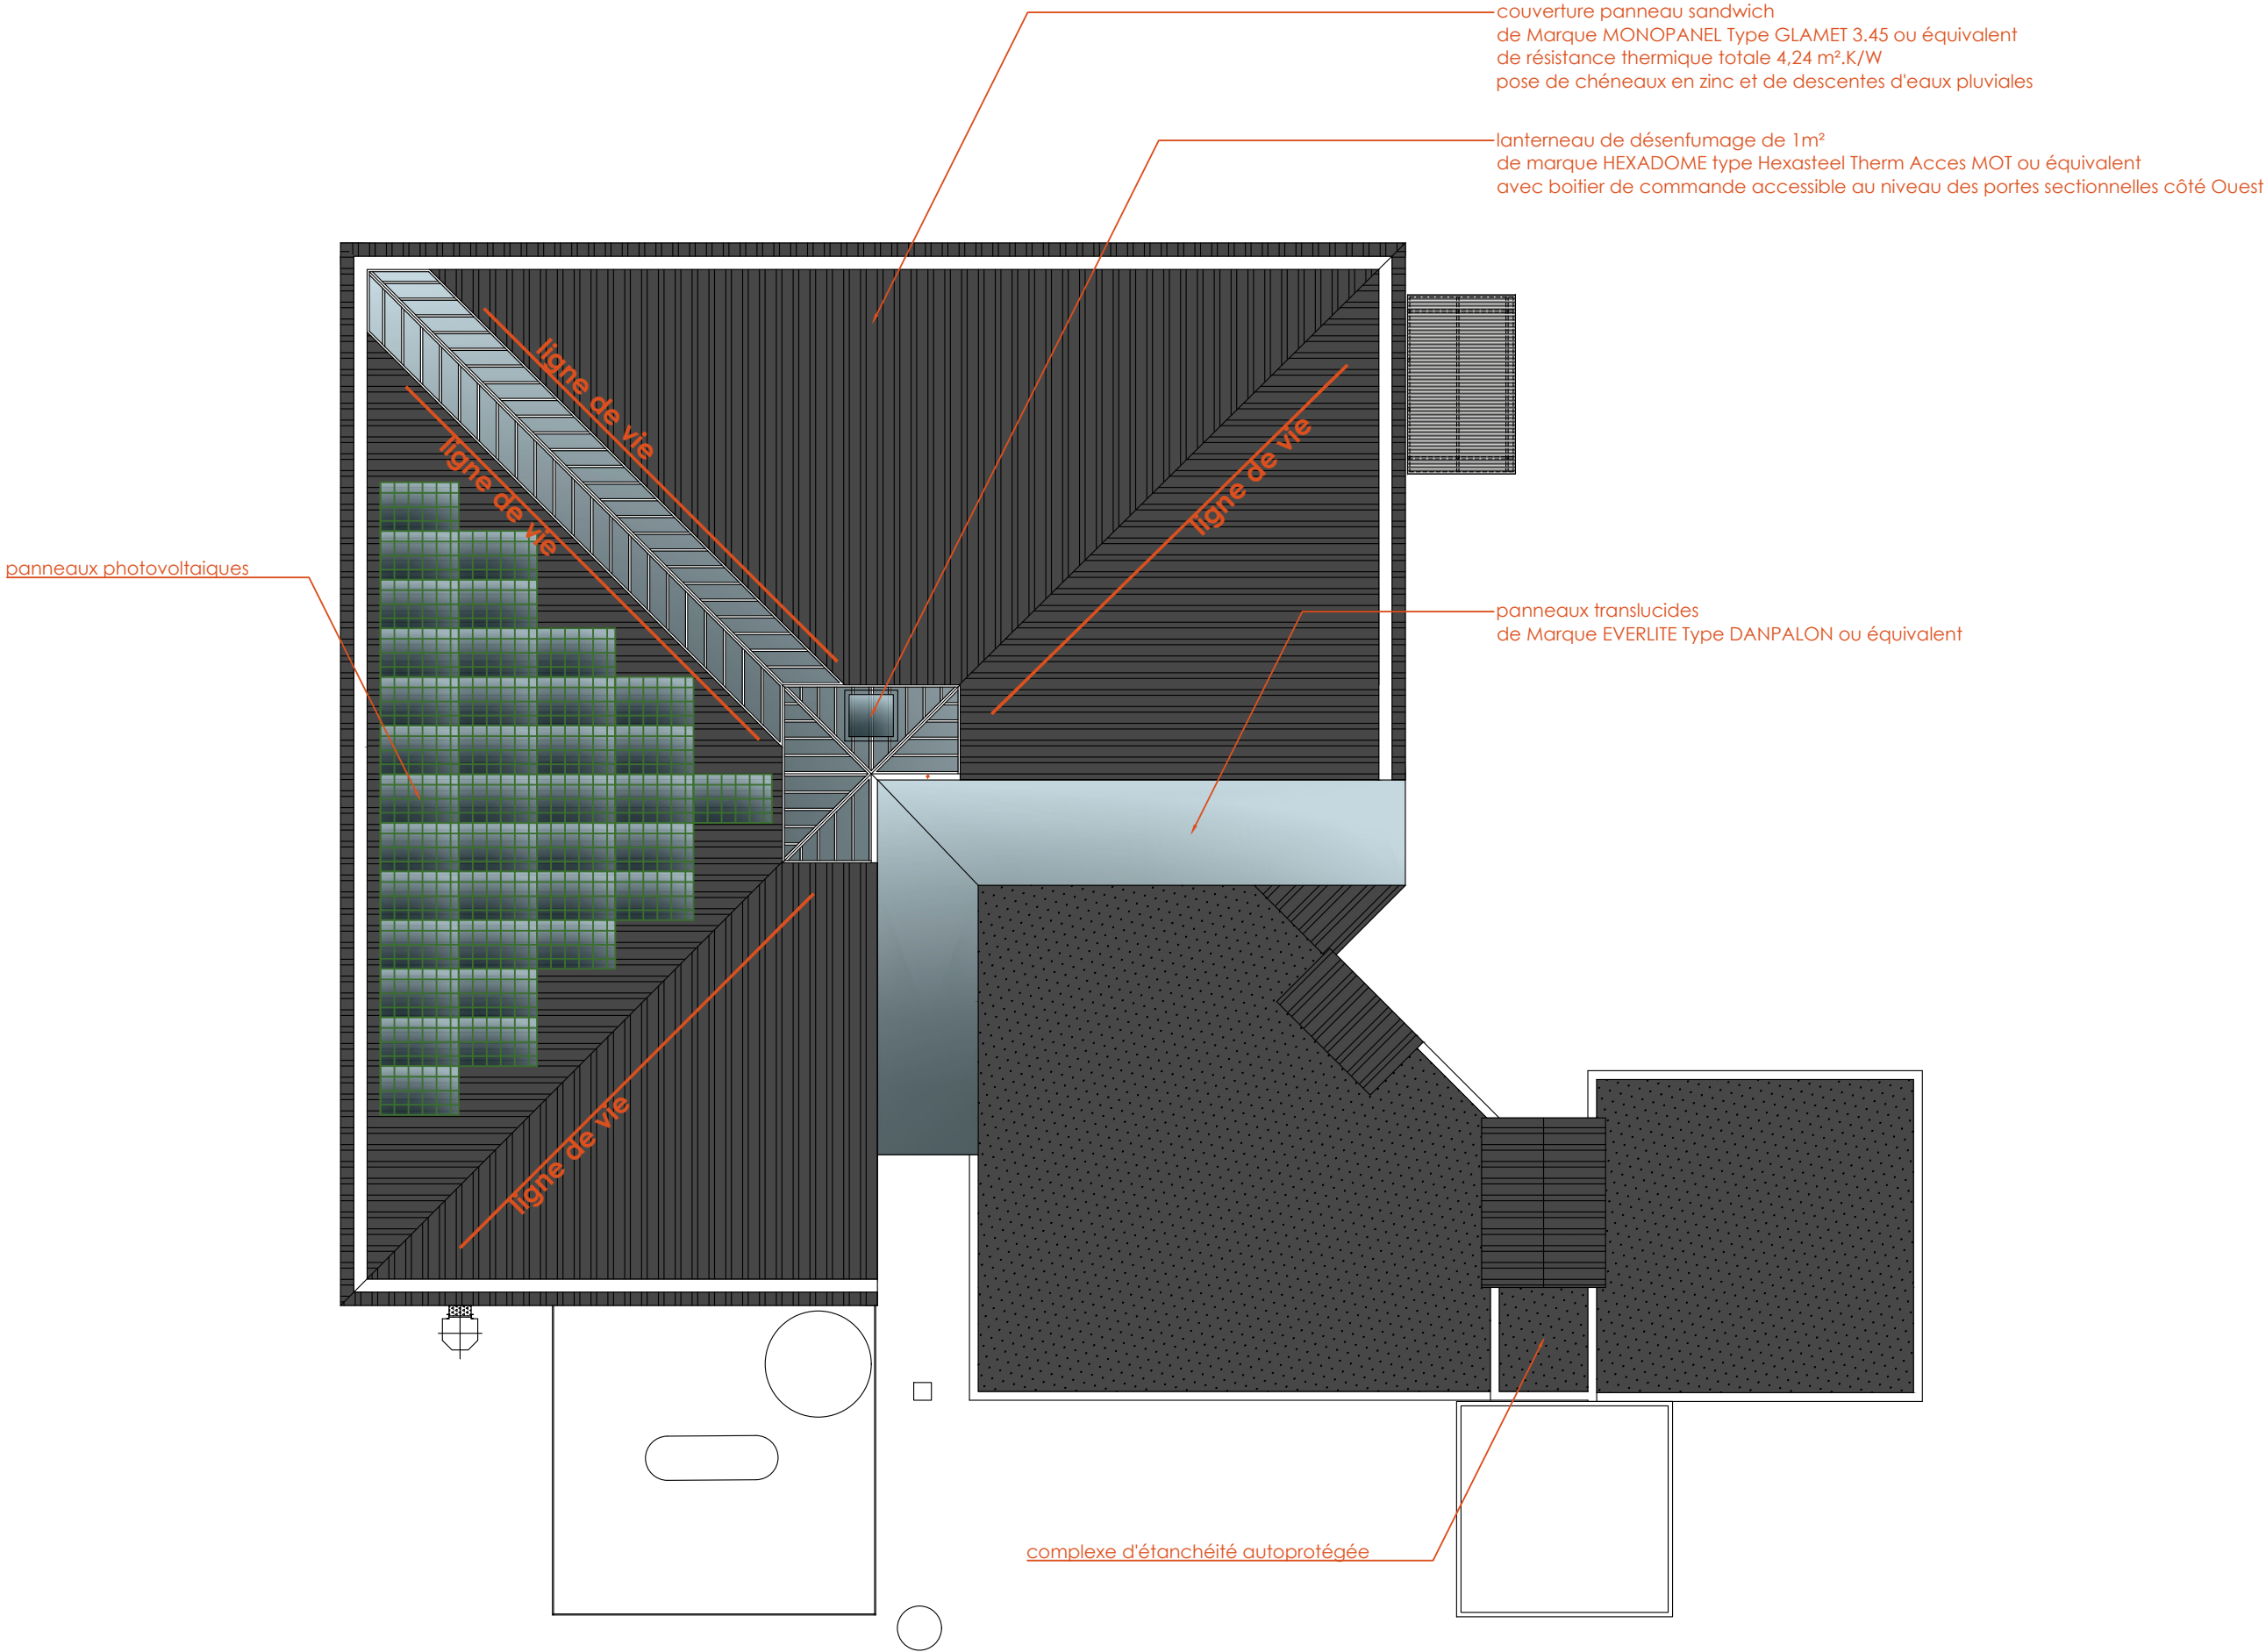 couverture panneau sandwich
de Marque MONOPANEL Type GLAMET 3.45 ou équivalent
de résistance thermique totale 4,24 m².K/W
pose de chéneaux en zinc et de descentes d'eaux pluviales
lanterneau de désenfumage de 1m²
de marque HEXADOME type Hexasteel Therm Acces MOT ou équivalent
avec boitier de commande accessible au niveau des portes sectionnelles côté Ouest
ligne de vie
ligne de vie
ligne de vie
panneaux photovoltaiques
panneaux translucides
de Marque EVERLITE Type DANPALON ou équivalent
ligne de vie
complexe d'étanchéité autoprotégée